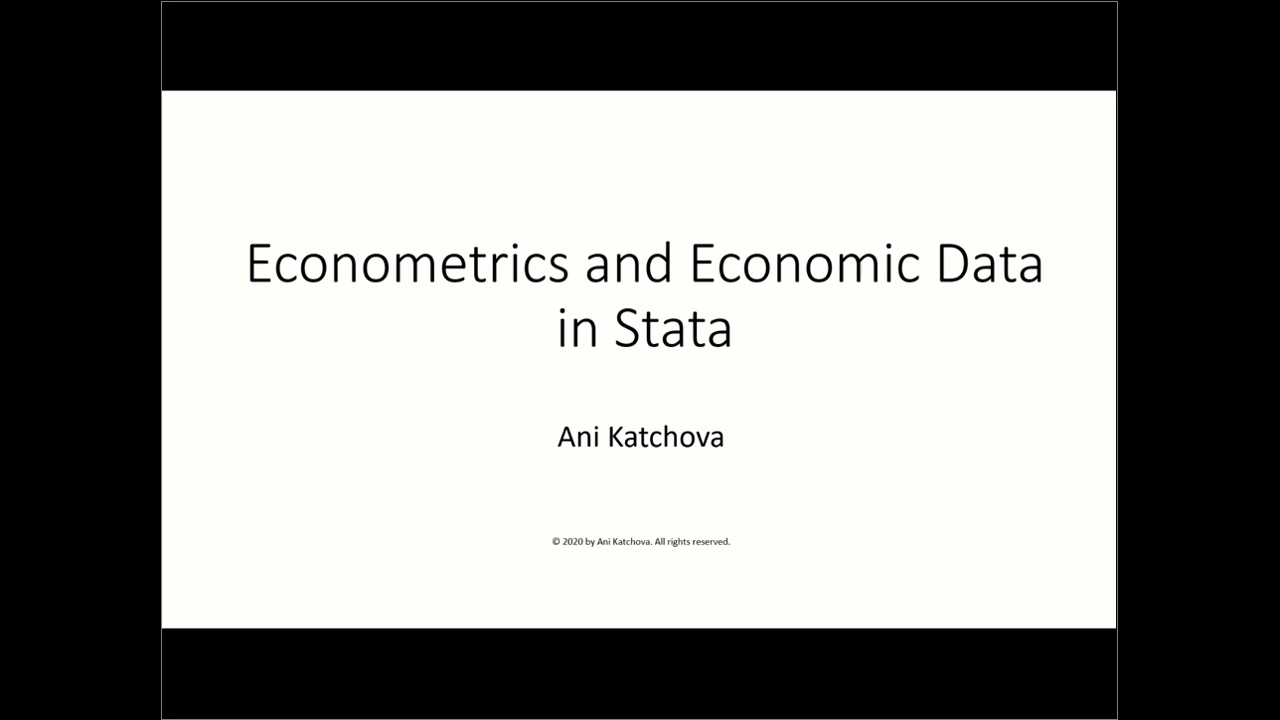 Econometrics and Economic Data
in Stata
Ani Katchova
© 2020 by Ani Katchova. All rights reserved.